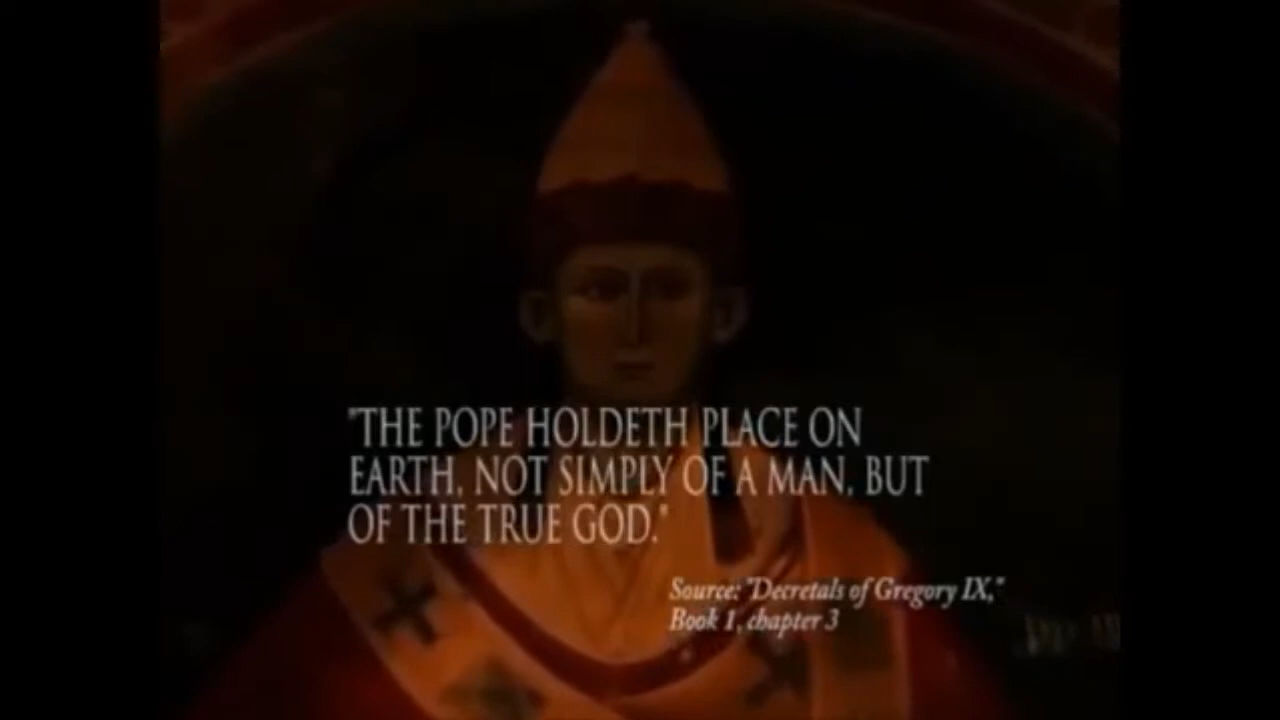 "THE POPE HOLDETH PLACE ON
EARTH, NOT SIMPLY OF A MAN, BUT
OF THE TRUE GOD."
Source: "Decretals of Gregory IX,"
Book 1, chapter 3